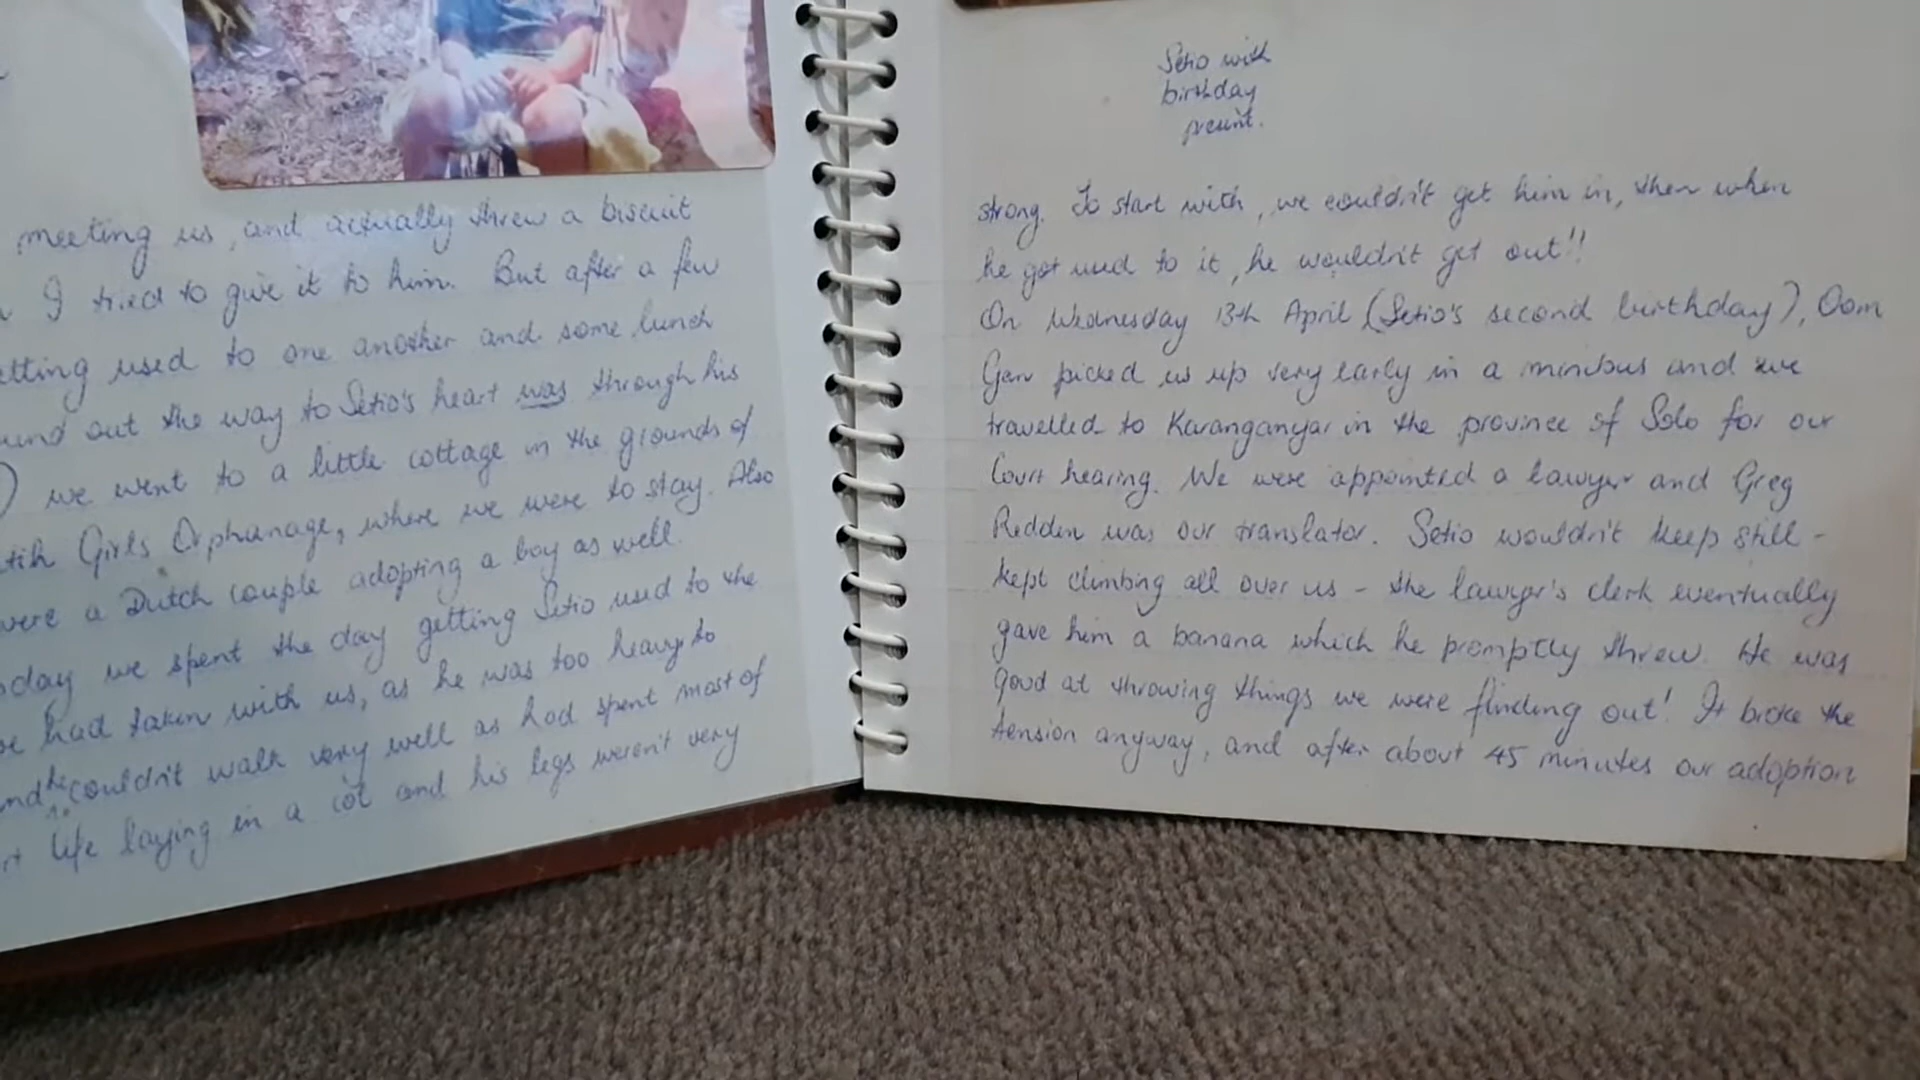 meeting us, and actually threw a biscuit
I tried to give it to him. But after a few
etting used to one another and some lunch
und out the way to Setio's heart was through his
) we went to a little cottage in the grounds of
tih Girls Orphanage, where we were to stay. Also
were a Dutch couple adopting a boy as well.
day we spent the day getting Setio used to the
we had taken with us, as he was too heavy to
and he couldn't walk very well as had spent most of
life laying in a cot and his legs weren't very
Setio with
birthday
present.
strong. To start with, we couldn't get him in, then when
he got used to it, he wouldn't get out!!
On Wednesday 13th April (Setio's second birthday), Oom
Gen picked us up very early in a minibus and we
travelled to Karanganyar in the province of Solo for our
Court hearing. We were appointed a lawyer and Greg
Redden was our translator. Setio wouldn't keep still -
kept climbing all over us - the lawyer's clerk eventually
gave him a banana which he promptly threw. He was
good at throwing things we were finding out! It broke the
tension anyway, and after about 45 minutes our adoption